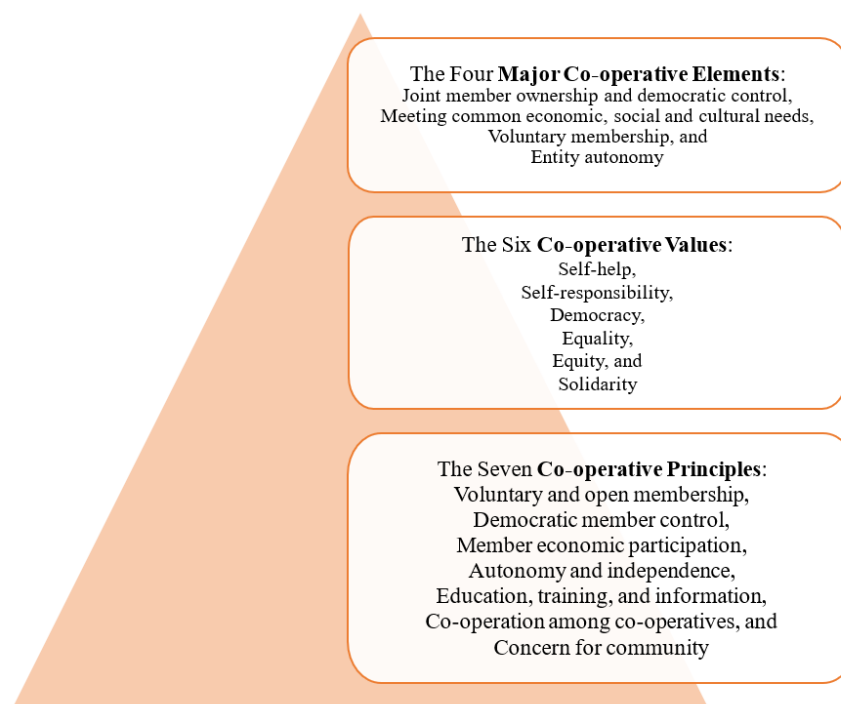 The Four Major Co-operative Elements:
Joint member ownership and democratic control,
Meeting common economic, social and cultural needs,
Voluntary membership, and
Entity autonomy
The Six Co-operative Values:
Self-help,
Self-responsibility,
Democracy,
Equality,
Equity, and
Solidarity
The Seven Co-operative Principles:
Voluntary and open membership,
Democratic member control,
Member economic participation,
Autonomy and independence,
Education, training, and information,
Co-operation among co-operatives, and
Concern for community